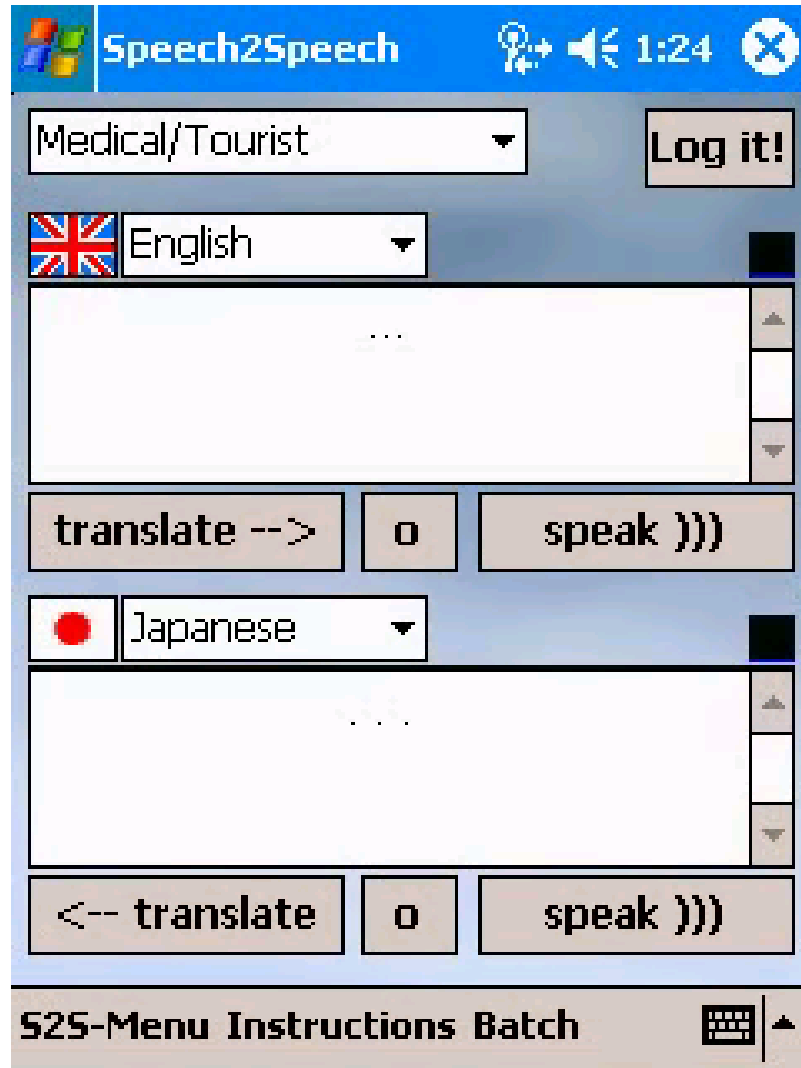 Speech2Speech 1:24
Medical/Tourist Log it!
English
...
translate --> o speak )))
Japanese
. . .
<-- translate o speak )))
S2S-Menu Instructions Batch